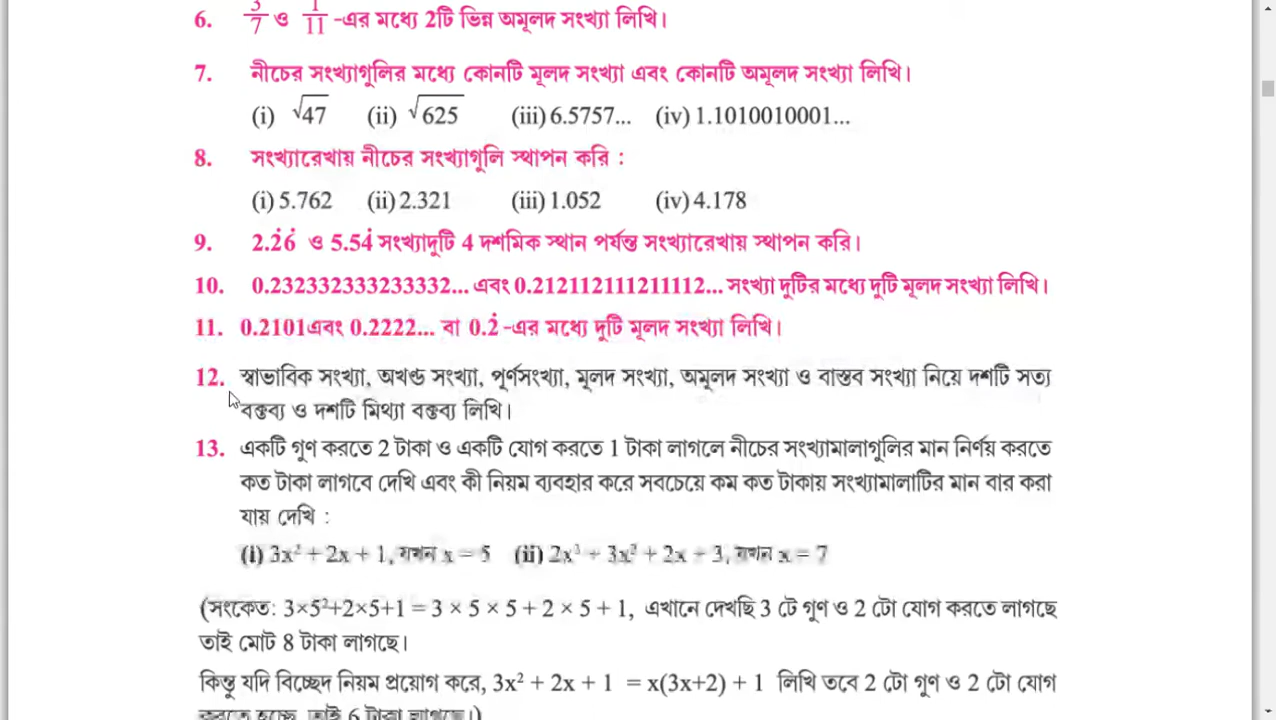 6. 3/7 ও 1/11 -এর মধ্যে 2টি ভিন্ন অমূলদ সংখ্যা লিখি।
7. নীচের সংখ্যাগুলির মধ্যে কোনটি মূলদ সংখ্যা এবং কোনটি অমূলদ সংখ্যা লিখি।
(i) √47 (ii) √625 (iii) 6.5757... (iv) 1.1010010001...
8. সংখ্যারেখায় নীচের সংখ্যাগুলি স্থাপন করি :
(i) 5.762 (ii) 2.321 (iii) 1.052 (iv) 4.178
9. 2.2̇6̇ ও 5.54̇ সংখ্যাদুটি 4 দশমিক স্থান পর্যন্ত সংখ্যারেখায় স্থাপন করি।
10. 0.232332333233332... এবং 0.212112111211112... সংখ্যা দুটির মধ্যে দুটি মূলদ সংখ্যা লিখি।
11. 0.2101এবং 0.2222... বা 0.2̇ -এর মধ্যে দুটি মূলদ সংখ্যা লিখি।
12. স্বাভাবিক সংখ্যা, অখণ্ড সংখ্যা, পূর্ণসংখ্যা, মূলদ সংখ্যা, অমূলদ সংখ্যা ও বাস্তব সংখ্যা নিয়ে দশটি সত্য
বক্তব্য ও দশটি মিথ্যা বক্তব্য লিখি।
13. একটি গুণ করতে 2 টাকা ও একটি যোগ করতে 1 টাকা লাগলে নীচের সংখ্যামালাগুলির মান নির্ণয় করতে
কত টাকা লাগবে দেখি এবং কী নিয়ম ব্যবহার করে সবচেয়ে কম কত টাকায় সংখ্যামালাটির মান বার করা
যায় দেখি :
(i) 3x² + 2x + 1, যখন x = 5 (ii) 2x³ + 3x² + 2x + 3, যখন x = 7
(সংকেত: 3×5²+2×5+1 = 3 × 5 × 5 + 2 × 5 + 1, এখানে দেখছি 3 টে গুণ ও 2 টো যোগ করতে লাগছে
তাই মোট 8 টাকা লাগছে।
কিন্তু যদি বিচ্ছেদ নিয়ম প্রয়োগ করে, 3x² + 2x + 1 = x(3x+2) + 1 লিখি তবে 2 টো গুণ ও 2 টো যোগ
করতে হচ্ছে, তাই 6 টাকা লাগছে।)